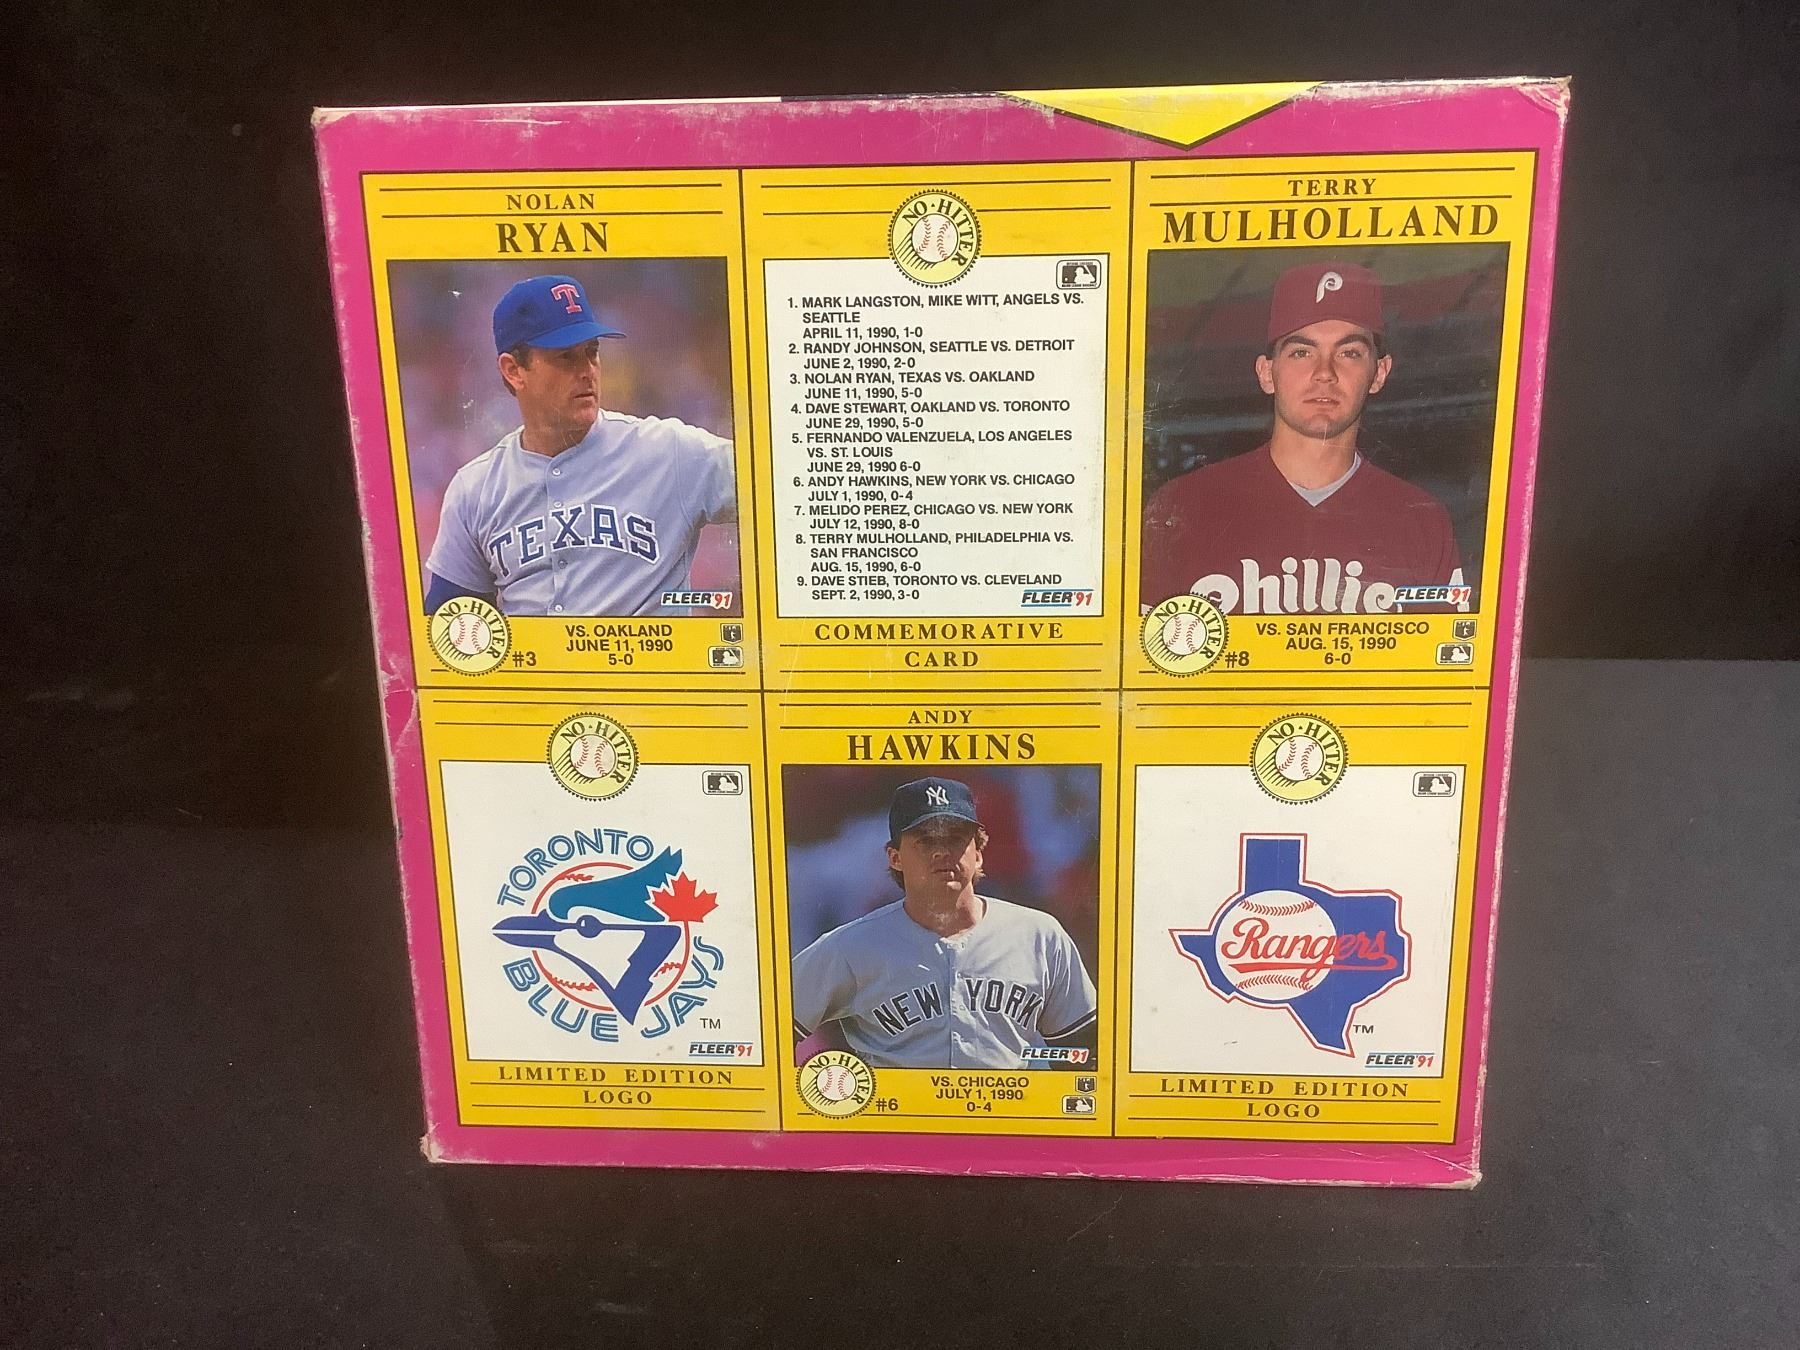 NOLAN
RYAN
T
TEXAS
FLEER'91
NO·HITTER
#3
VS. OAKLAND
JUNE 11, 1990
5-0
NO·HITTER
1. MARK LANGSTON, MIKE WITT, ANGELS VS.
SEATTLE
APRIL 11, 1990, 1-0
2. RANDY JOHNSON, SEATTLE VS. DETROIT
JUNE 2, 1990, 2-0
3. NOLAN RYAN, TEXAS VS. OAKLAND
JUNE 11, 1990, 5-0
4. DAVE STEWART, OAKLAND VS. TORONTO
JUNE 29, 1990, 5-0
5. FERNANDO VALENZUELA, LOS ANGELES
VS. ST. LOUIS
JUNE 29, 1990 6-0
6. ANDY HAWKINS, NEW YORK VS. CHICAGO
JULY 1, 1990, 0-4
7. MELIDO PEREZ, CHICAGO VS. NEW YORK
JULY 12, 1990, 8-0
8. TERRY MULHOLLAND, PHILADELPHIA VS.
SAN FRANCISCO
AUG. 15, 1990, 6-0
9. DAVE STIEB, TORONTO VS. CLEVELAND
SEPT. 2, 1990, 3-0
FLEER'91
COMMEMORATIVE
CARD
TERRY
MULHOLLAND
P
Phillie
FLEER'91
NO·HITTER
#8
VS. SAN FRANCISCO
AUG. 15, 1990
6-0
NO·HITTER
TORONTO
BLUE JAYS
TM
FLEER'91
LIMITED EDITION
LOGO
ANDY
HAWKINS
NY
NEW YORK
FLEER'91
NO·HITTER
#6
VS. CHICAGO
JULY 1, 1990
0-4
NO·HITTER
Rangers
TM
FLEER'91
LIMITED EDITION
LOGO